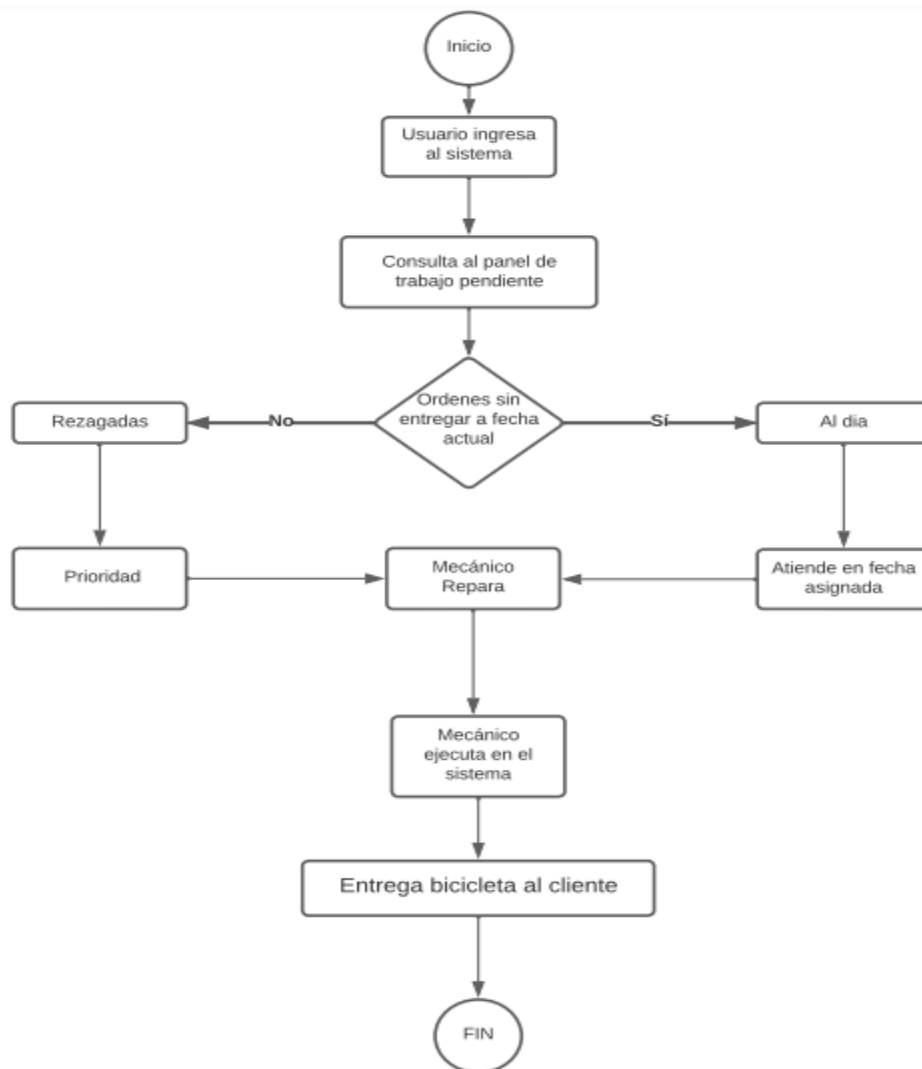 Inicio
Usuario ingresa
al sistema
Consulta al panel de
trabajo pendiente
Ordenes sin
entregar a fecha
actual
No
Sí
Rezagadas
Al dia
Prioridad
Mecánico
Repara
Atiende en fecha
asignada
Mecánico
ejecuta en el
sistema
Entrega bicicleta al cliente
FIN